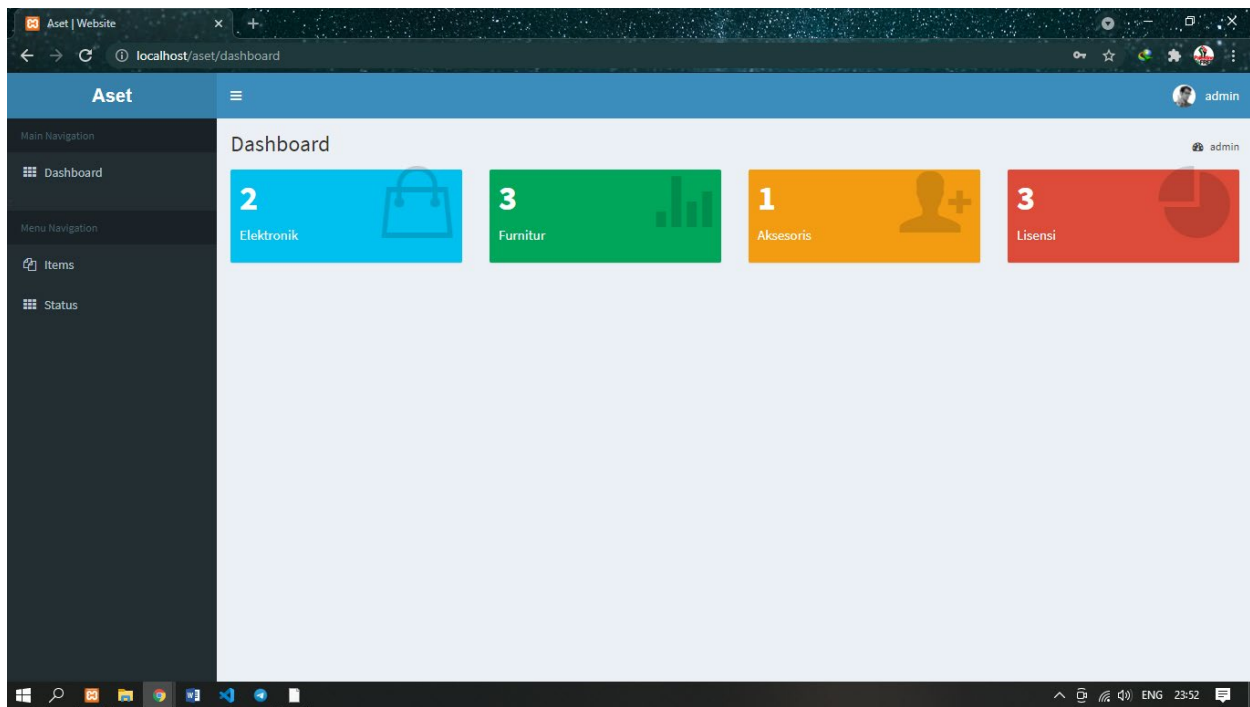 Aset | Website
localhost/aset/dashboard
Aset
admin
Main Navigation
Dashboard
Menu Navigation
Items
Status
Dashboard
admin
2
Elektronik
3
Furnitur
1
Aksesoris
3
Lisensi
ENG 23:52